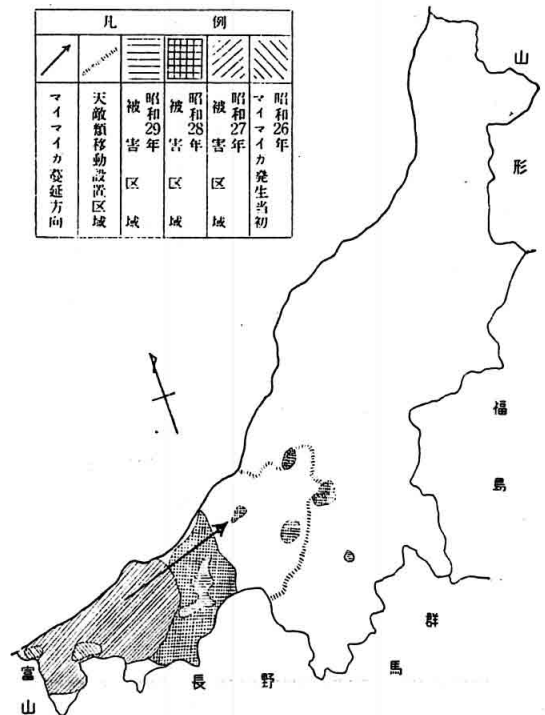 凡例
昭和26年 マイマイカ発生当初
昭和27年 被害区域
昭和28年 被害区域
昭和29年 被害区域
天敵類移動設置区域
マイマイカ蔓延方向
山形
福島
群馬
長野
富山